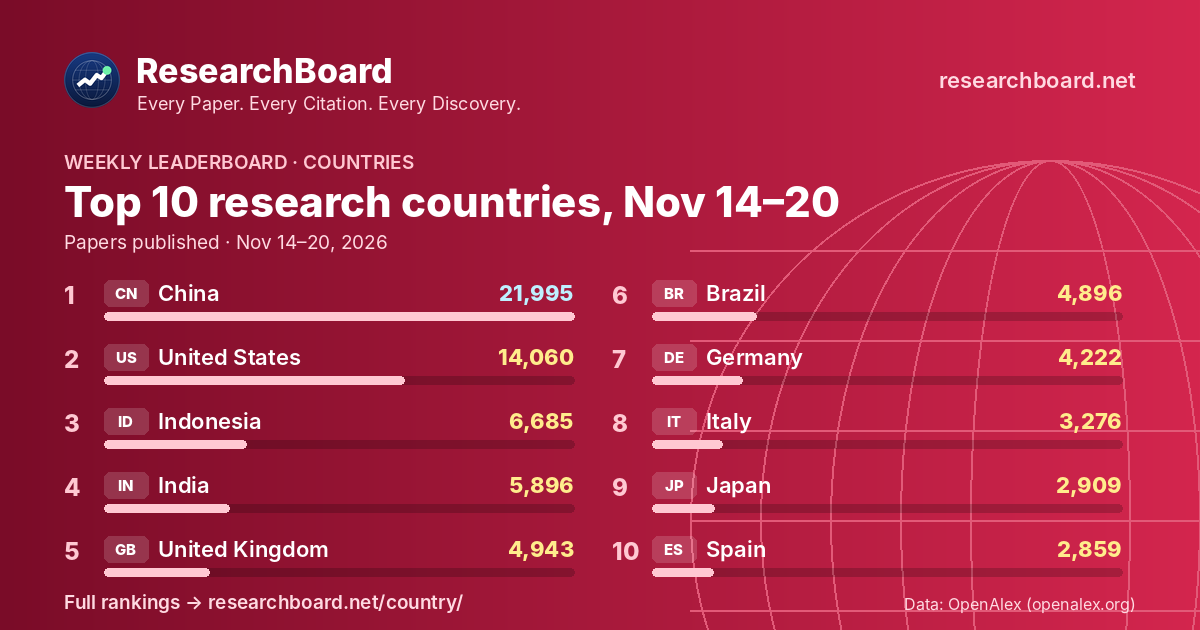 ResearchBoard
Every Paper. Every Citation. Every Discovery.
researchboard.net
WEEKLY LEADERBOARD · COUNTRIES
Top 10 research countries, Nov 14–20
Papers published · Nov 14–20, 2026
1 CN China 21,995
2 US United States 14,060
3 ID Indonesia 6,685
4 IN India 5,896
5 GB United Kingdom 4,943
6 BR Brazil 4,896
7 DE Germany 4,222
8 IT Italy 3,276
9 JP Japan 2,909
10 ES Spain 2,859
Full rankings → researchboard.net/country/
Data: OpenAlex (openalex.org)